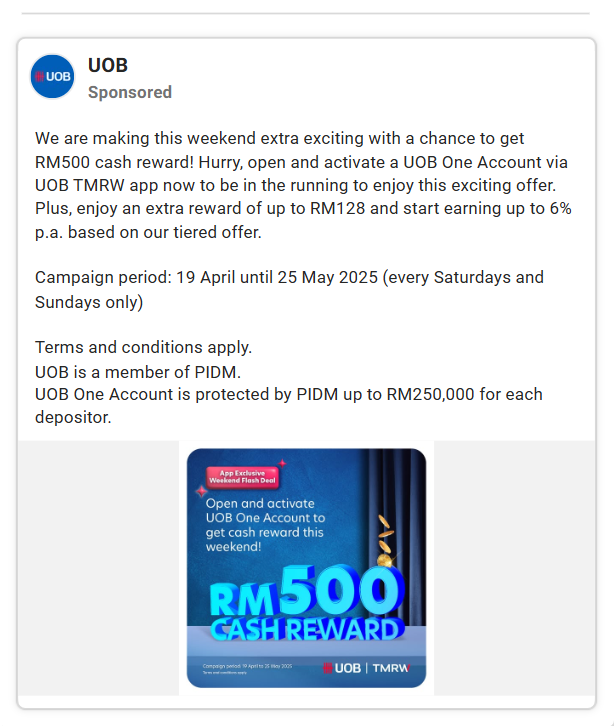 UOB
UOB
Sponsored
We are making this weekend extra exciting with a chance to get
RM500 cash reward! Hurry, open and activate a UOB One Account via
UOB TMRW app now to be in the running to enjoy this exciting offer.
Plus, enjoy an extra reward of up to RM128 and start earning up to 6%
p.a. based on our tiered offer.
Campaign period: 19 April until 25 May 2025 (every Saturdays and
Sundays only)
Terms and conditions apply.
UOB is a member of PIDM.
UOB One Account is protected by PIDM up to RM250,000 for each
depositor.
App Exclusive
Weekend Flash Deal
Open and activate
UOB One Account to
get cash reward this
weekend!
RM500
CASH REWARD
Campaign period: 19 April to 25 May 2025
Terms and conditions apply.
UOB | TMRW